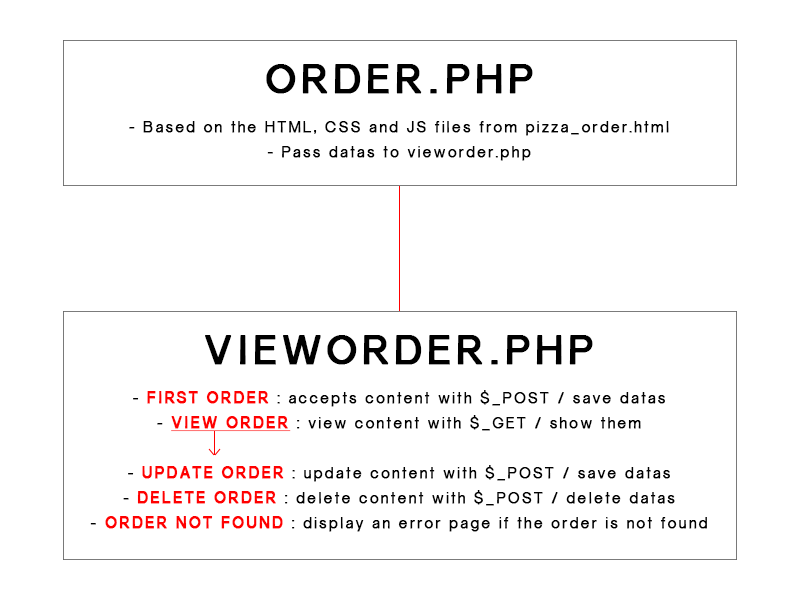 ORDER.PHP
- Based on the HTML, CSS and JS files from pizza_order.html
- Pass datas to vieworder.php
VIEWORDER.PHP
- FIRST ORDER : accepts content with $_POST / save datas
- VIEW ORDER : view content with $_GET / show them
- UPDATE ORDER : update content with $_POST / save datas
- DELETE ORDER : delete content with $_POST / delete datas
- ORDER NOT FOUND : display an error page if the order is not found